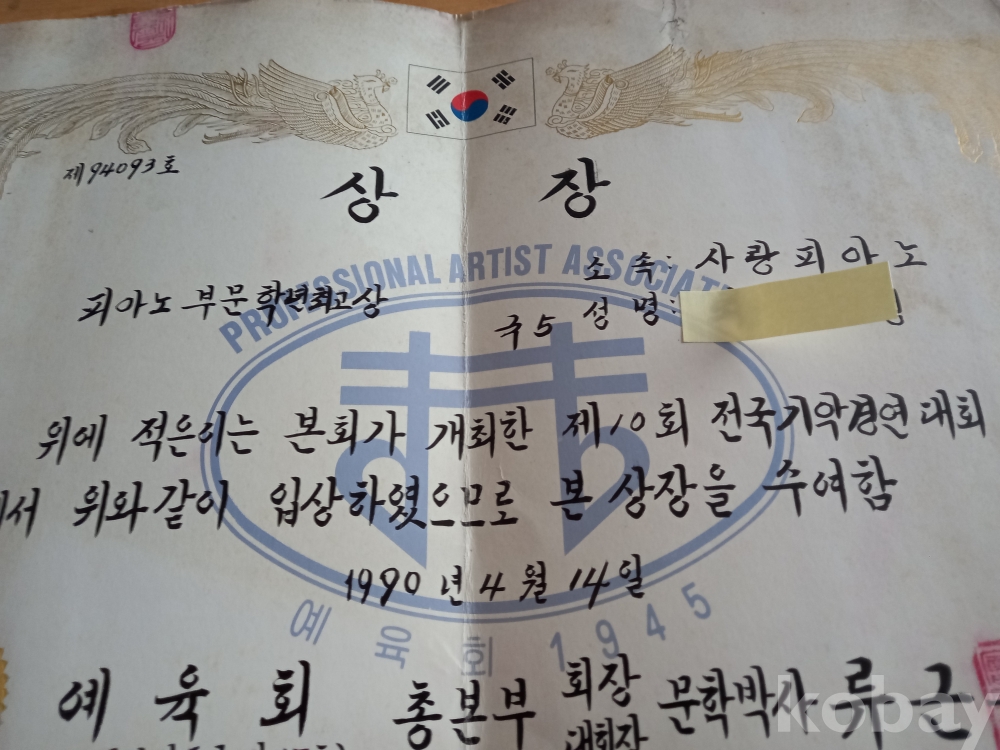 제94093호
상 장
PROFESSIONAL ARTIST ASSOCIATI
소 속: 사랑피아노
피아노 부문 학년최고상
국5 성 명:
위에 적은이는 본회가 개최한 제10회 전국기악경연대회
에서 위와같이 입상하였으므로 본 상장을 수여함
1990년 4월 14일
예육회 1945
예육회 총본부 회장 문학박사 류근
대회장
kobay